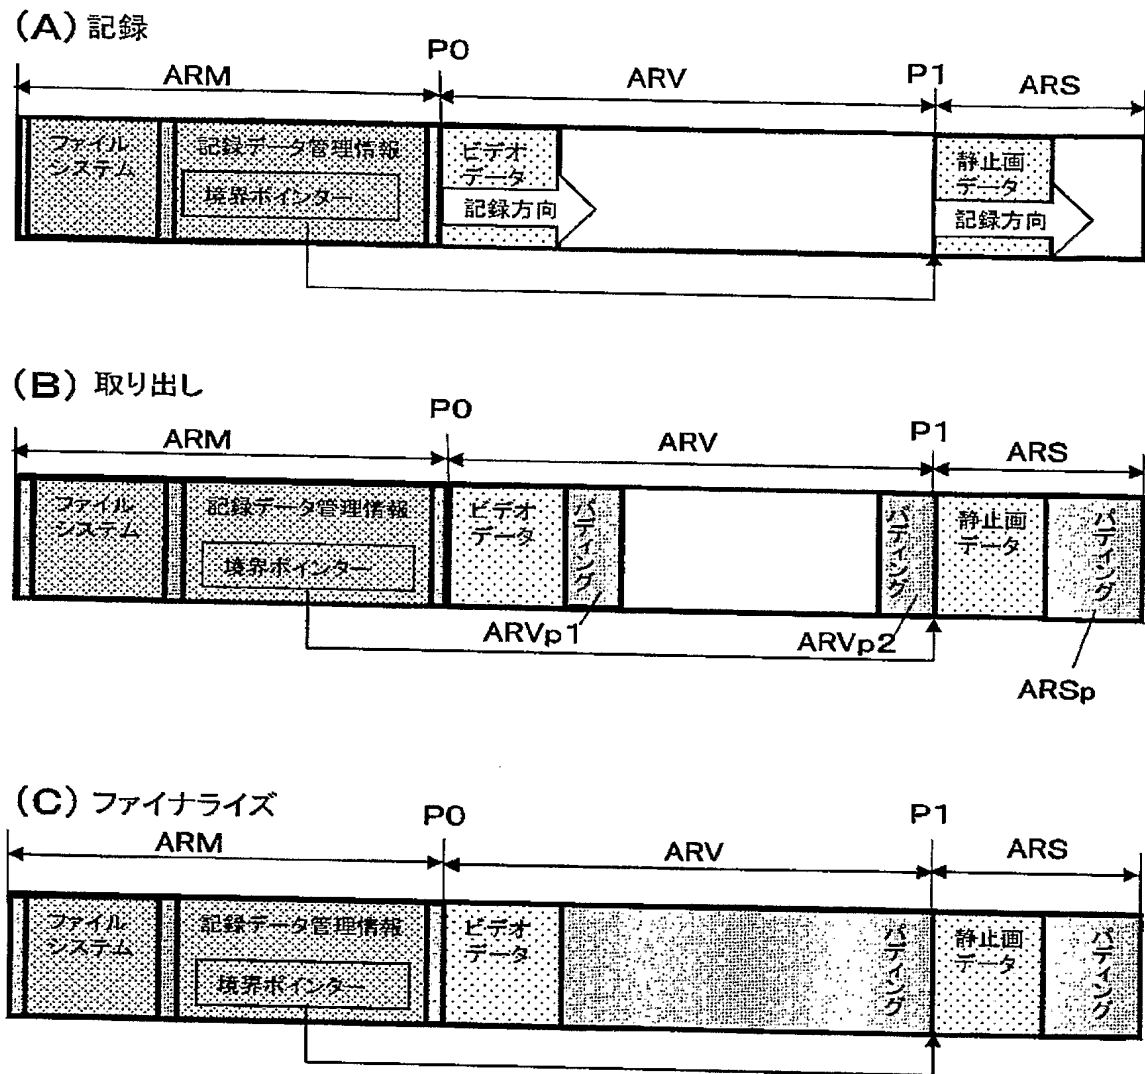 (A) 記録
P0
P1
ARM
ARV
ARS
ファイル
システム
記録データ管理情報
境界ポインター
ビデオ
データ
記録方向
静止画
データ
記録方向
(B) 取り出し
P0
P1
ARM
ARV
ARS
ファイル
システム
記録データ管理情報
境界ポインター
ビデオ
データ
パディング
パディング
静止画
データ
パディング
ARVp1
ARVp2
ARSp
(C) ファイナライズ
P0
P1
ARM
ARV
ARS
ファイル
システム
記録データ管理情報
境界ポインター
ビデオ
データ
パディング
静止画
データ
パディング